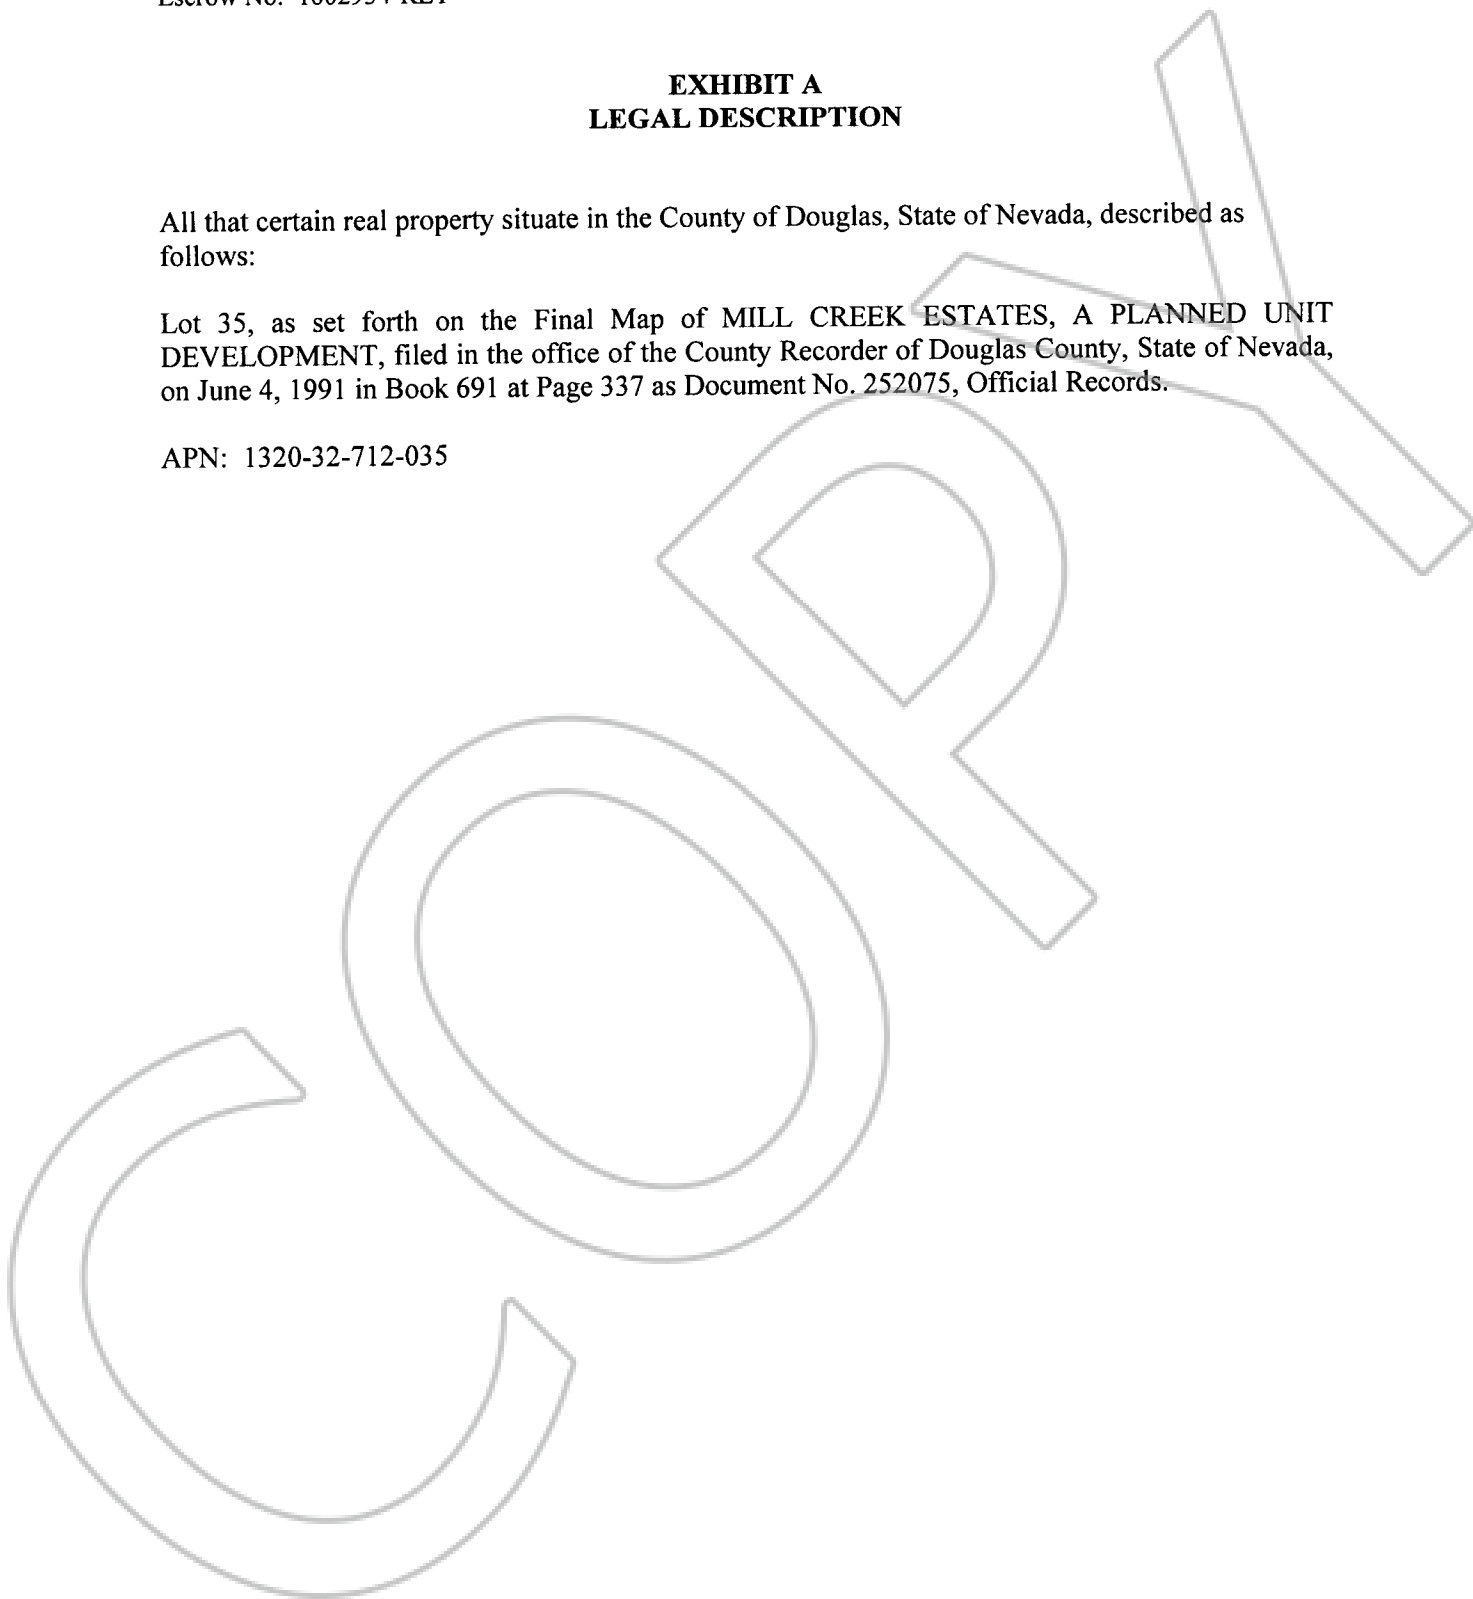 EXHIBIT A
LEGAL DESCRIPTION
All that certain real property situate in the County of Douglas, State of Nevada, described as
follows:
Lot 35, as set forth on the Final Map of MILL CREEK ESTATES, A PLANNED UNIT
DEVELOPMENT, filed in the office of the County Recorder of Douglas County, State of Nevada,
on June 4, 1991 in Book 691 at Page 337 as Document No. 252075, Official Records.
APN: 1320-32-712-035
COPY